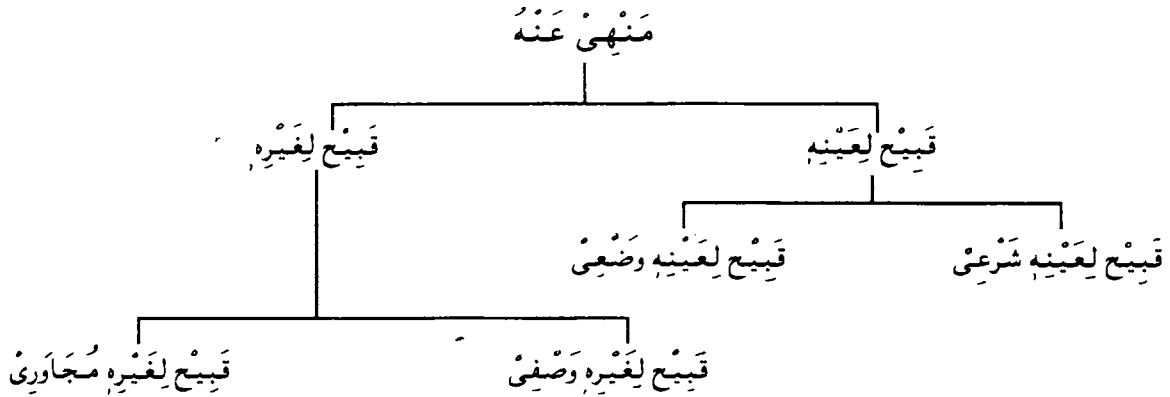 مَنْهِیْ عَنْهُ
قَبِیْح لِعَیْنِهٖ
قَبِیْح لِغَیْرِهٖ
قَبِیْح لِعَیْنِهٖ شَرْعِیْ
قَبِیْح لِعَیْنِهٖ وَضْعِیْ
قَبِیْح لِغَیْرِهٖ وَصْفِیْ
قَبِیْح لِغَیْرِهٖ مُجَاوَرِیْ